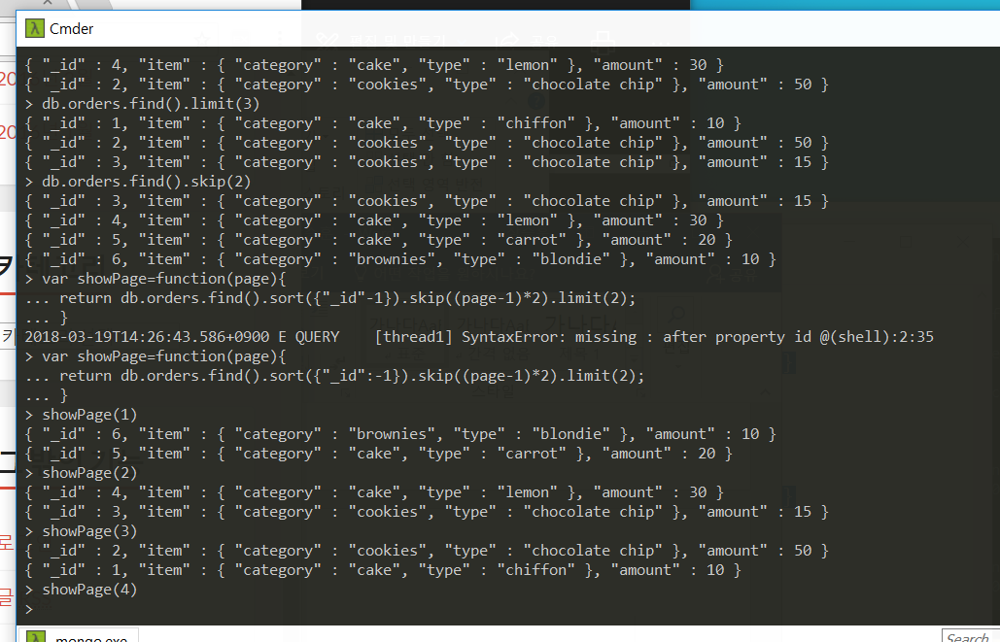 Cmder
{ "_id" : 4, "item" : { "category" : "cake", "type" : "lemon" }, "amount" : 30 }
{ "_id" : 2, "item" : { "category" : "cookies", "type" : "chocolate chip" }, "amount" : 50 }
> db.orders.find().limit(3)
{ "_id" : 1, "item" : { "category" : "cake", "type" : "chiffon" }, "amount" : 10 }
{ "_id" : 2, "item" : { "category" : "cookies", "type" : "chocolate chip" }, "amount" : 50 }
{ "_id" : 3, "item" : { "category" : "cookies", "type" : "chocolate chip" }, "amount" : 15 }
> db.orders.find().skip(2)
{ "_id" : 3, "item" : { "category" : "cookies", "type" : "chocolate chip" }, "amount" : 15 }
{ "_id" : 4, "item" : { "category" : "cake", "type" : "lemon" }, "amount" : 30 }
{ "_id" : 5, "item" : { "category" : "cake", "type" : "carrot" }, "amount" : 20 }
{ "_id" : 6, "item" : { "category" : "brownies", "type" : "blondie" }, "amount" : 10 }
> var showPage=function(page){
... return db.orders.find().sort({"_id"-1}).skip((page-1)*2).limit(2);
... }
2018-03-19T14:26:43.586+0900 E QUERY    [thread1] SyntaxError: missing : after property id @(shell):2:35
> var showPage=function(page){
... return db.orders.find().sort({"_id":-1}).skip((page-1)*2).limit(2);
... }
> showPage(1)
{ "_id" : 6, "item" : { "category" : "brownies", "type" : "blondie" }, "amount" : 10 }
{ "_id" : 5, "item" : { "category" : "cake", "type" : "carrot" }, "amount" : 20 }
> showPage(2)
{ "_id" : 4, "item" : { "category" : "cake", "type" : "lemon" }, "amount" : 30 }
{ "_id" : 3, "item" : { "category" : "cookies", "type" : "chocolate chip" }, "amount" : 15 }
> showPage(3)
{ "_id" : 2, "item" : { "category" : "cookies", "type" : "chocolate chip" }, "amount" : 50 }
{ "_id" : 1, "item" : { "category" : "cake", "type" : "chiffon" }, "amount" : 10 }
> showPage(4)
>
mongo.exe
Search